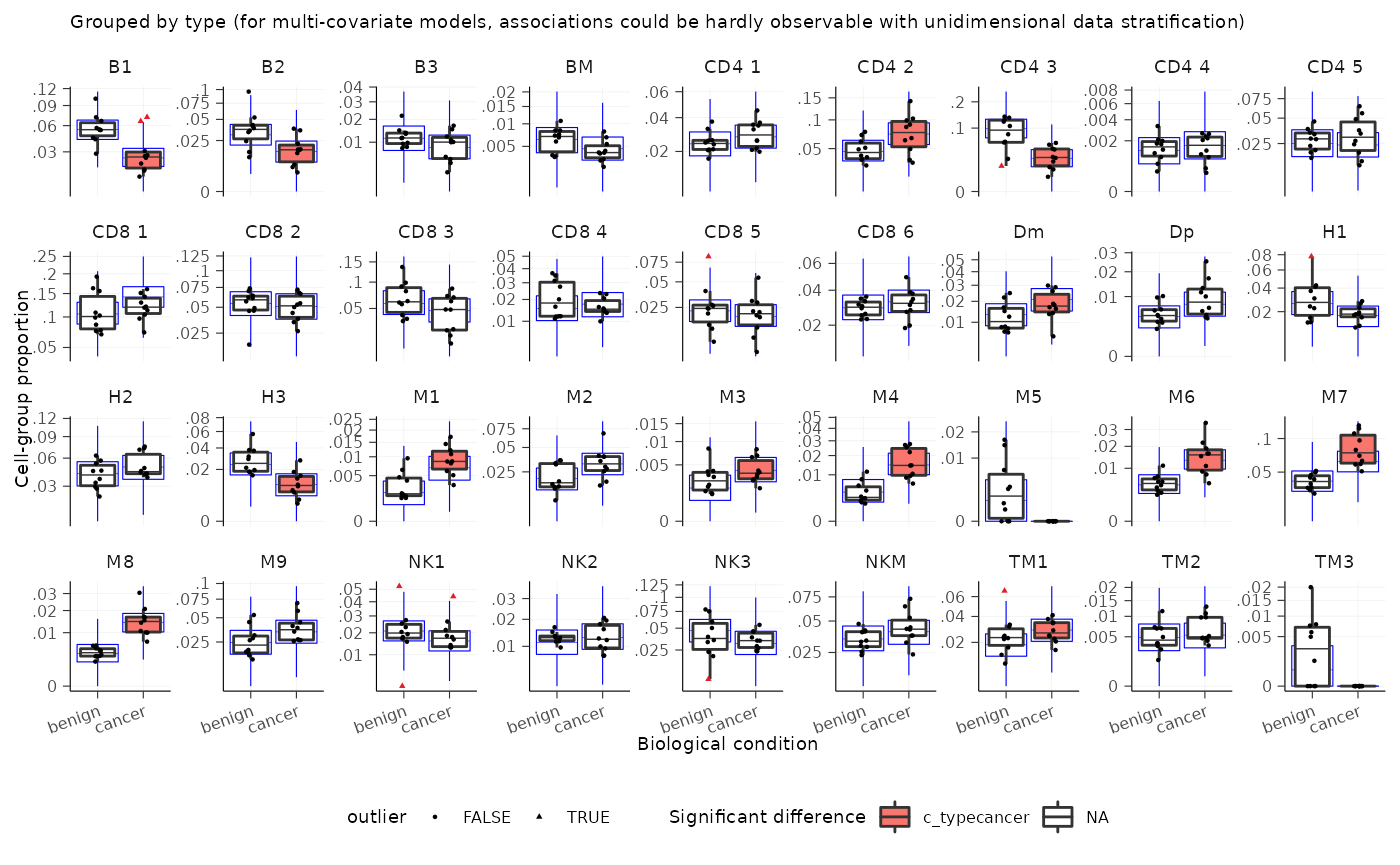 Grouped by type (for multi-covariate models, associations could be hardly observable with unidimensional data stratification)
B1 B2 B3 BM CD4 1 CD4 2 CD4 3 CD4 4 CD4 5
.12 .09 .06 .03
.1 .075 .05 .025 0
.04 .03 .02 .01
.02 .015 .01 .005
.06 .04 .02
.15 .1 .05
.2 .1 0
.008 .006 .004 .002 0
.075 .05 .025
CD8 1 CD8 2 CD8 3 CD8 4 CD8 5 CD8 6 Dm Dp H1
.25 .2 .15 .1 .05
.125 .1 .075 .05 .025
.15 .1 .05
.05 .04 .03 .02 .01
.075 .05 .025
.06 .04 .02
.05 .04 .03 .02 .01
.03 .02 .01 0
.08 .06 .04 .02
Cell-group proportion
H2 H3 M1 M2 M3 M4 M5 M6 M7
.12 .09 .06 .03
.08 .06 .04 .02 0
.025 .02 .015 .01 .005 0
.075 .05 .025
.015 .01 .005 0
.05 .04 .03 .02 .01 0
.02 .01 0
.03 .02 .01 0
.1 .05
M8 M9 NK1 NK2 NK3 NKM TM1 TM2 TM3
.03 .02 .01 0
.1 .075 .05 .025
.05 .04 .03 .02 .01
.03 .02 .01
.125 .1 .075 .05 .025
.075 .05 .025
.06 .04 .02
.02 .015 .01 .005 0
.02 .015 .01 .005 0
benign cancer benign cancer benign cancer benign cancer benign cancer benign cancer benign cancer benign cancer benign cancer
Biological condition
outlier FALSE TRUE Significant difference c_typecancer NA